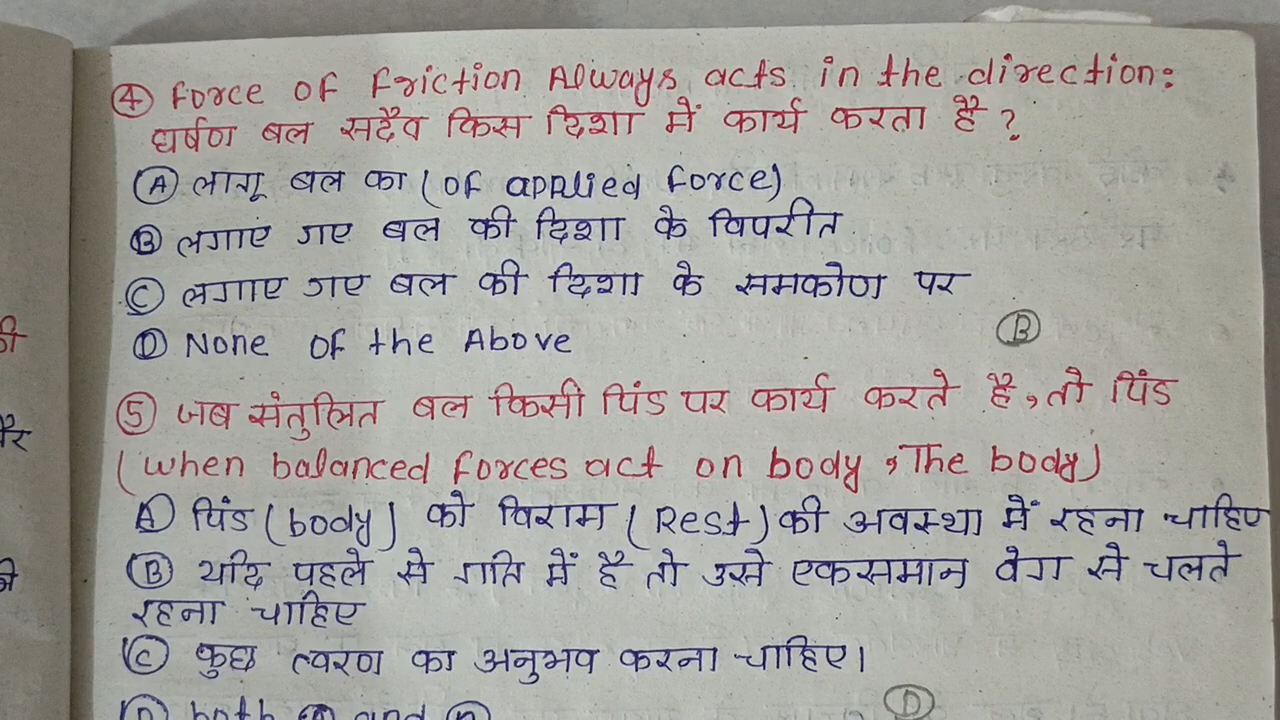 ④ Force of Friction Always acts in the direction:
घर्षण बल सदैव किस दिशा में कार्य करता है ?
Ⓐ लागू बल का (of applied force)
Ⓑ लगाए गए बल की दिशा के विपरीत
Ⓒ लगाए गए बल की दिशा के समकोण पर
Ⓓ None of the Above
Ⓑ
⑤ जब संतुलित बल किसी पिंड पर कार्य करते है, तो पिंड
(when balanced forces act on body, The body)
Ⓐ पिंड (body) को विराम (Rest) की अवस्था में रहना चाहिए
Ⓑ यदि पहले से गति में है तो उसे एकसमान वेग से चलते
रहना चाहिए
Ⓒ कुछ त्वरण का अनुभव करना चाहिए।
Ⓓ both Ⓐ and Ⓑ
Ⓓ